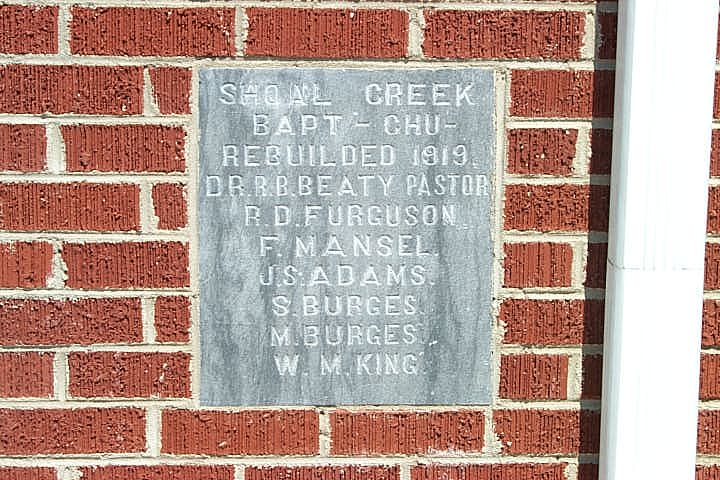 SHOAL CREEK
BAPT - CHU-
REBUILDED 1919.
DR. R. B. BEATY PASTOR
R. D. FURGUSON.
F. MANSEL.
J. S. ADAMS.
S. BURGES.
M. BURGES.
W. M. KING.